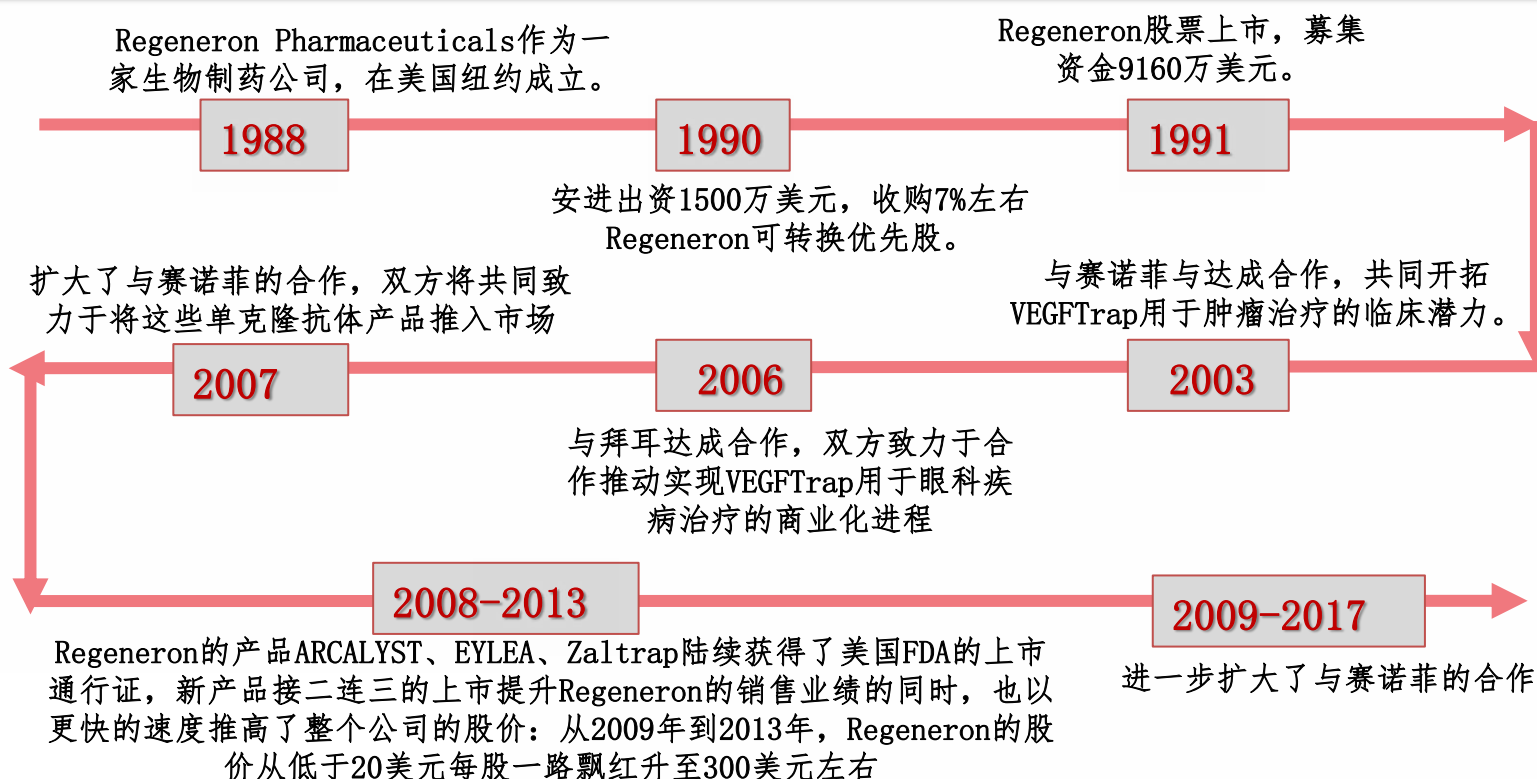 Regeneron Pharmaceuticals作为一
家生物制药公司，在美国纽约成立。
1988
1990
安进出资1500万美元，收购7%左右
Regeneron可转换优先股。
Regeneron股票上市，募集
资金9160万美元。
1991
与赛诺菲与达成合作，共同开拓
VEGFTrap用于肿瘤治疗的临床潜力。
2003
2006
与拜耳达成合作，双方致力于合
作推动实现VEGFTrap用于眼科疾
病治疗的商业化进程
扩大了与赛诺菲的合作，双方将共同致
力于将这些单克隆抗体产品推入市场
2007
2008-2013
Regeneron的产品ARCALYST、EYLEA、Zaltrap陆续获得了美国FDA的上市
通行证，新产品接二连三的上市提升Regeneron的销售业绩的同时，也以
更快的速度推高了整个公司的股价：从2009年到2013年，Regeneron的股
价从低于20美元每股一路飘红升至300美元左右
2009-2017
进一步扩大了与赛诺菲的合作